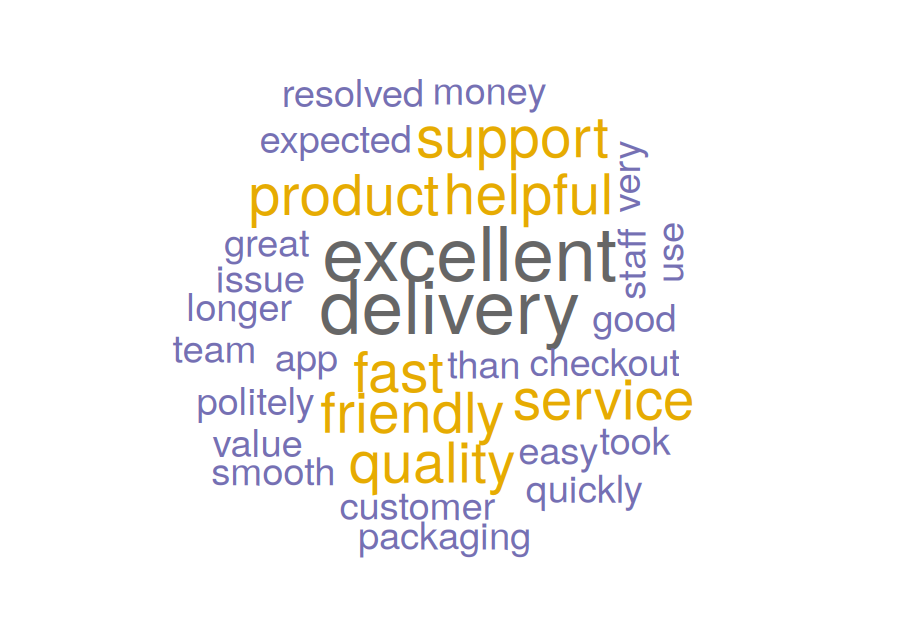 resolved money
expected support
very
product helpful
great excellent staff use
issue
longer delivery good
team app fast than checkout
politely friendly service
value quality easy took
smooth
customer quickly
packaging